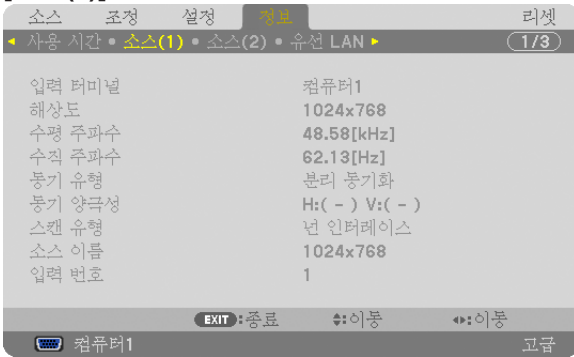 소스 조정 설정 정보 리셋
◂ 사용 시간 • 소스(1) • 소스(2) • 유선 LAN ▸ 1/3
입력 터미널 컴퓨터1
해상도 1024x768
수평 주파수 48.58[kHz]
수직 주파수 62.13[Hz]
동기 유형 분리 동기화
동기 양극성 H:( - ) V:( - )
스캔 유형 넌 인터레이스
소스 이름 1024x768
입력 번호 1
EXIT:종료 :이동 :이동
컴퓨터1 고급